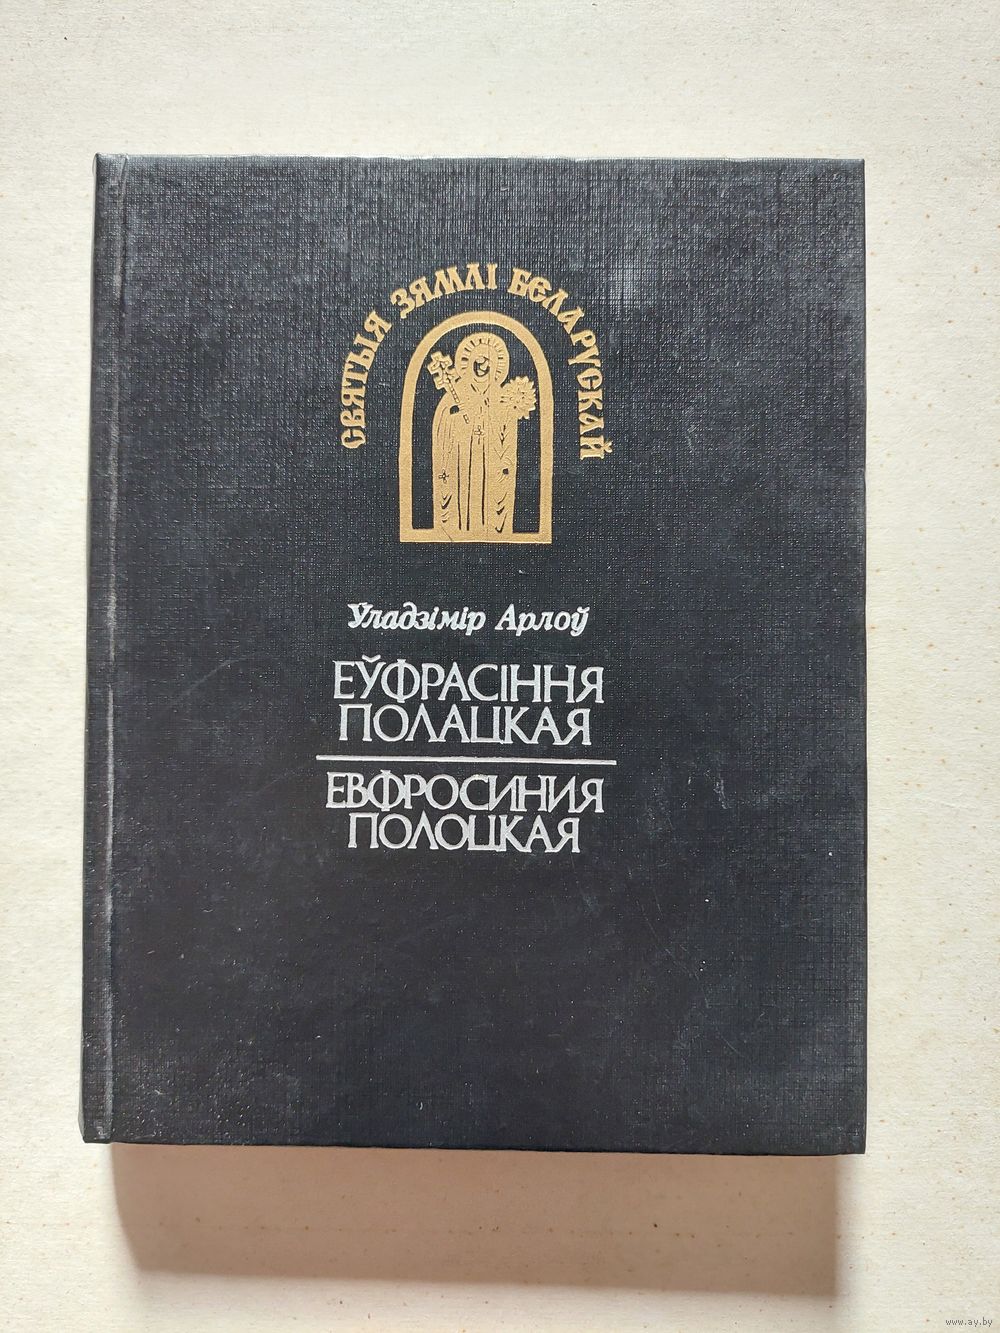 СВЯТЫЯ ЗЯМЛІ БЕЛАРУСКАЙ
Уладзімір Арлоў
ЕЎФРАСІННЯ
ПОЛАЦКАЯ
ЕВФРОСИНИЯ
ПОЛОЦКАЯ
www.ay.by